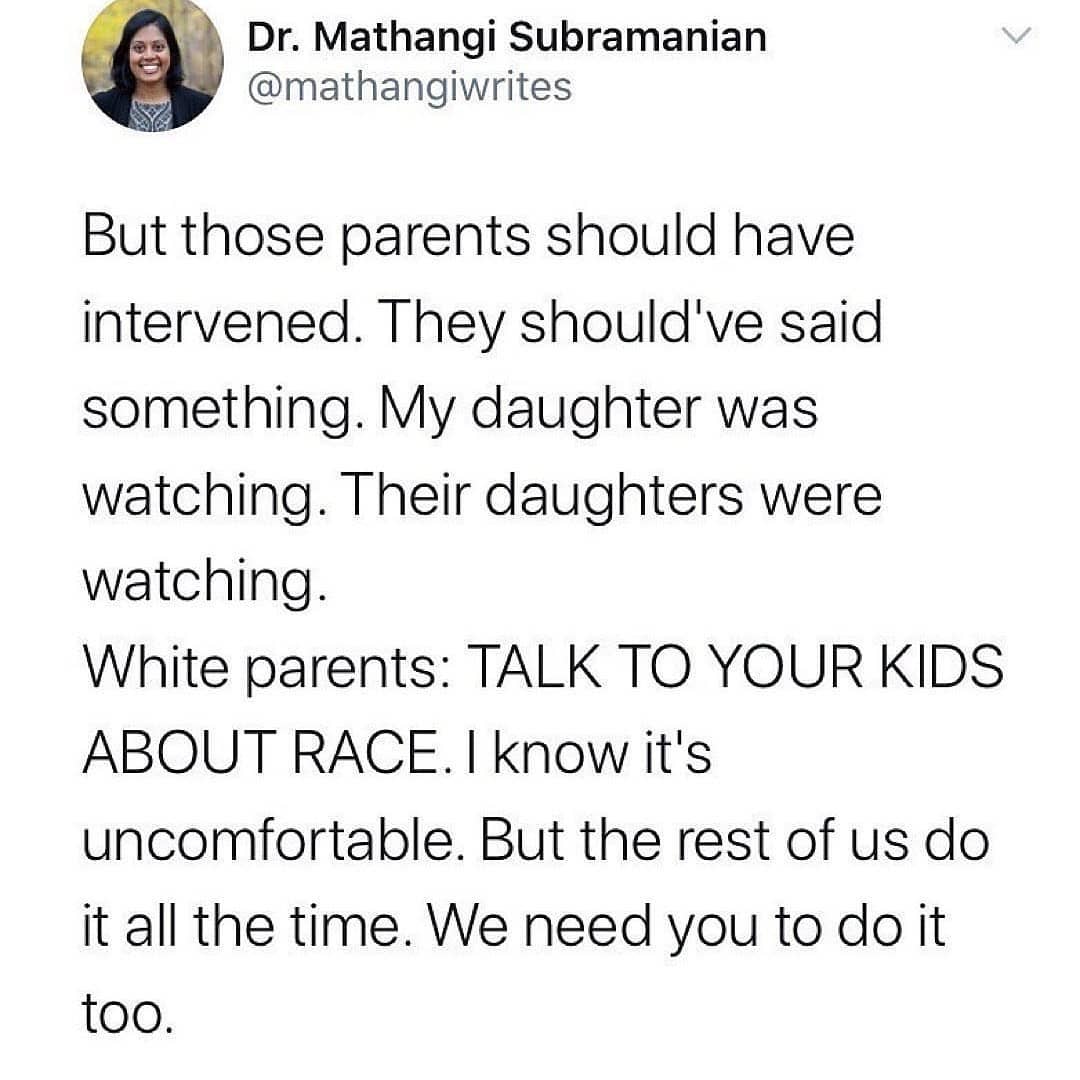 Dr. Mathangi Subramanian
@mathangiwrites
But those parents should have
intervened. They should've said
something. My daughter was
watching. Their daughters were
watching.
White parents: TALK TO YOUR KIDS
ABOUT RACE. I know it's
uncomfortable. But the rest of us do
it all the time. We need you to do it
too.